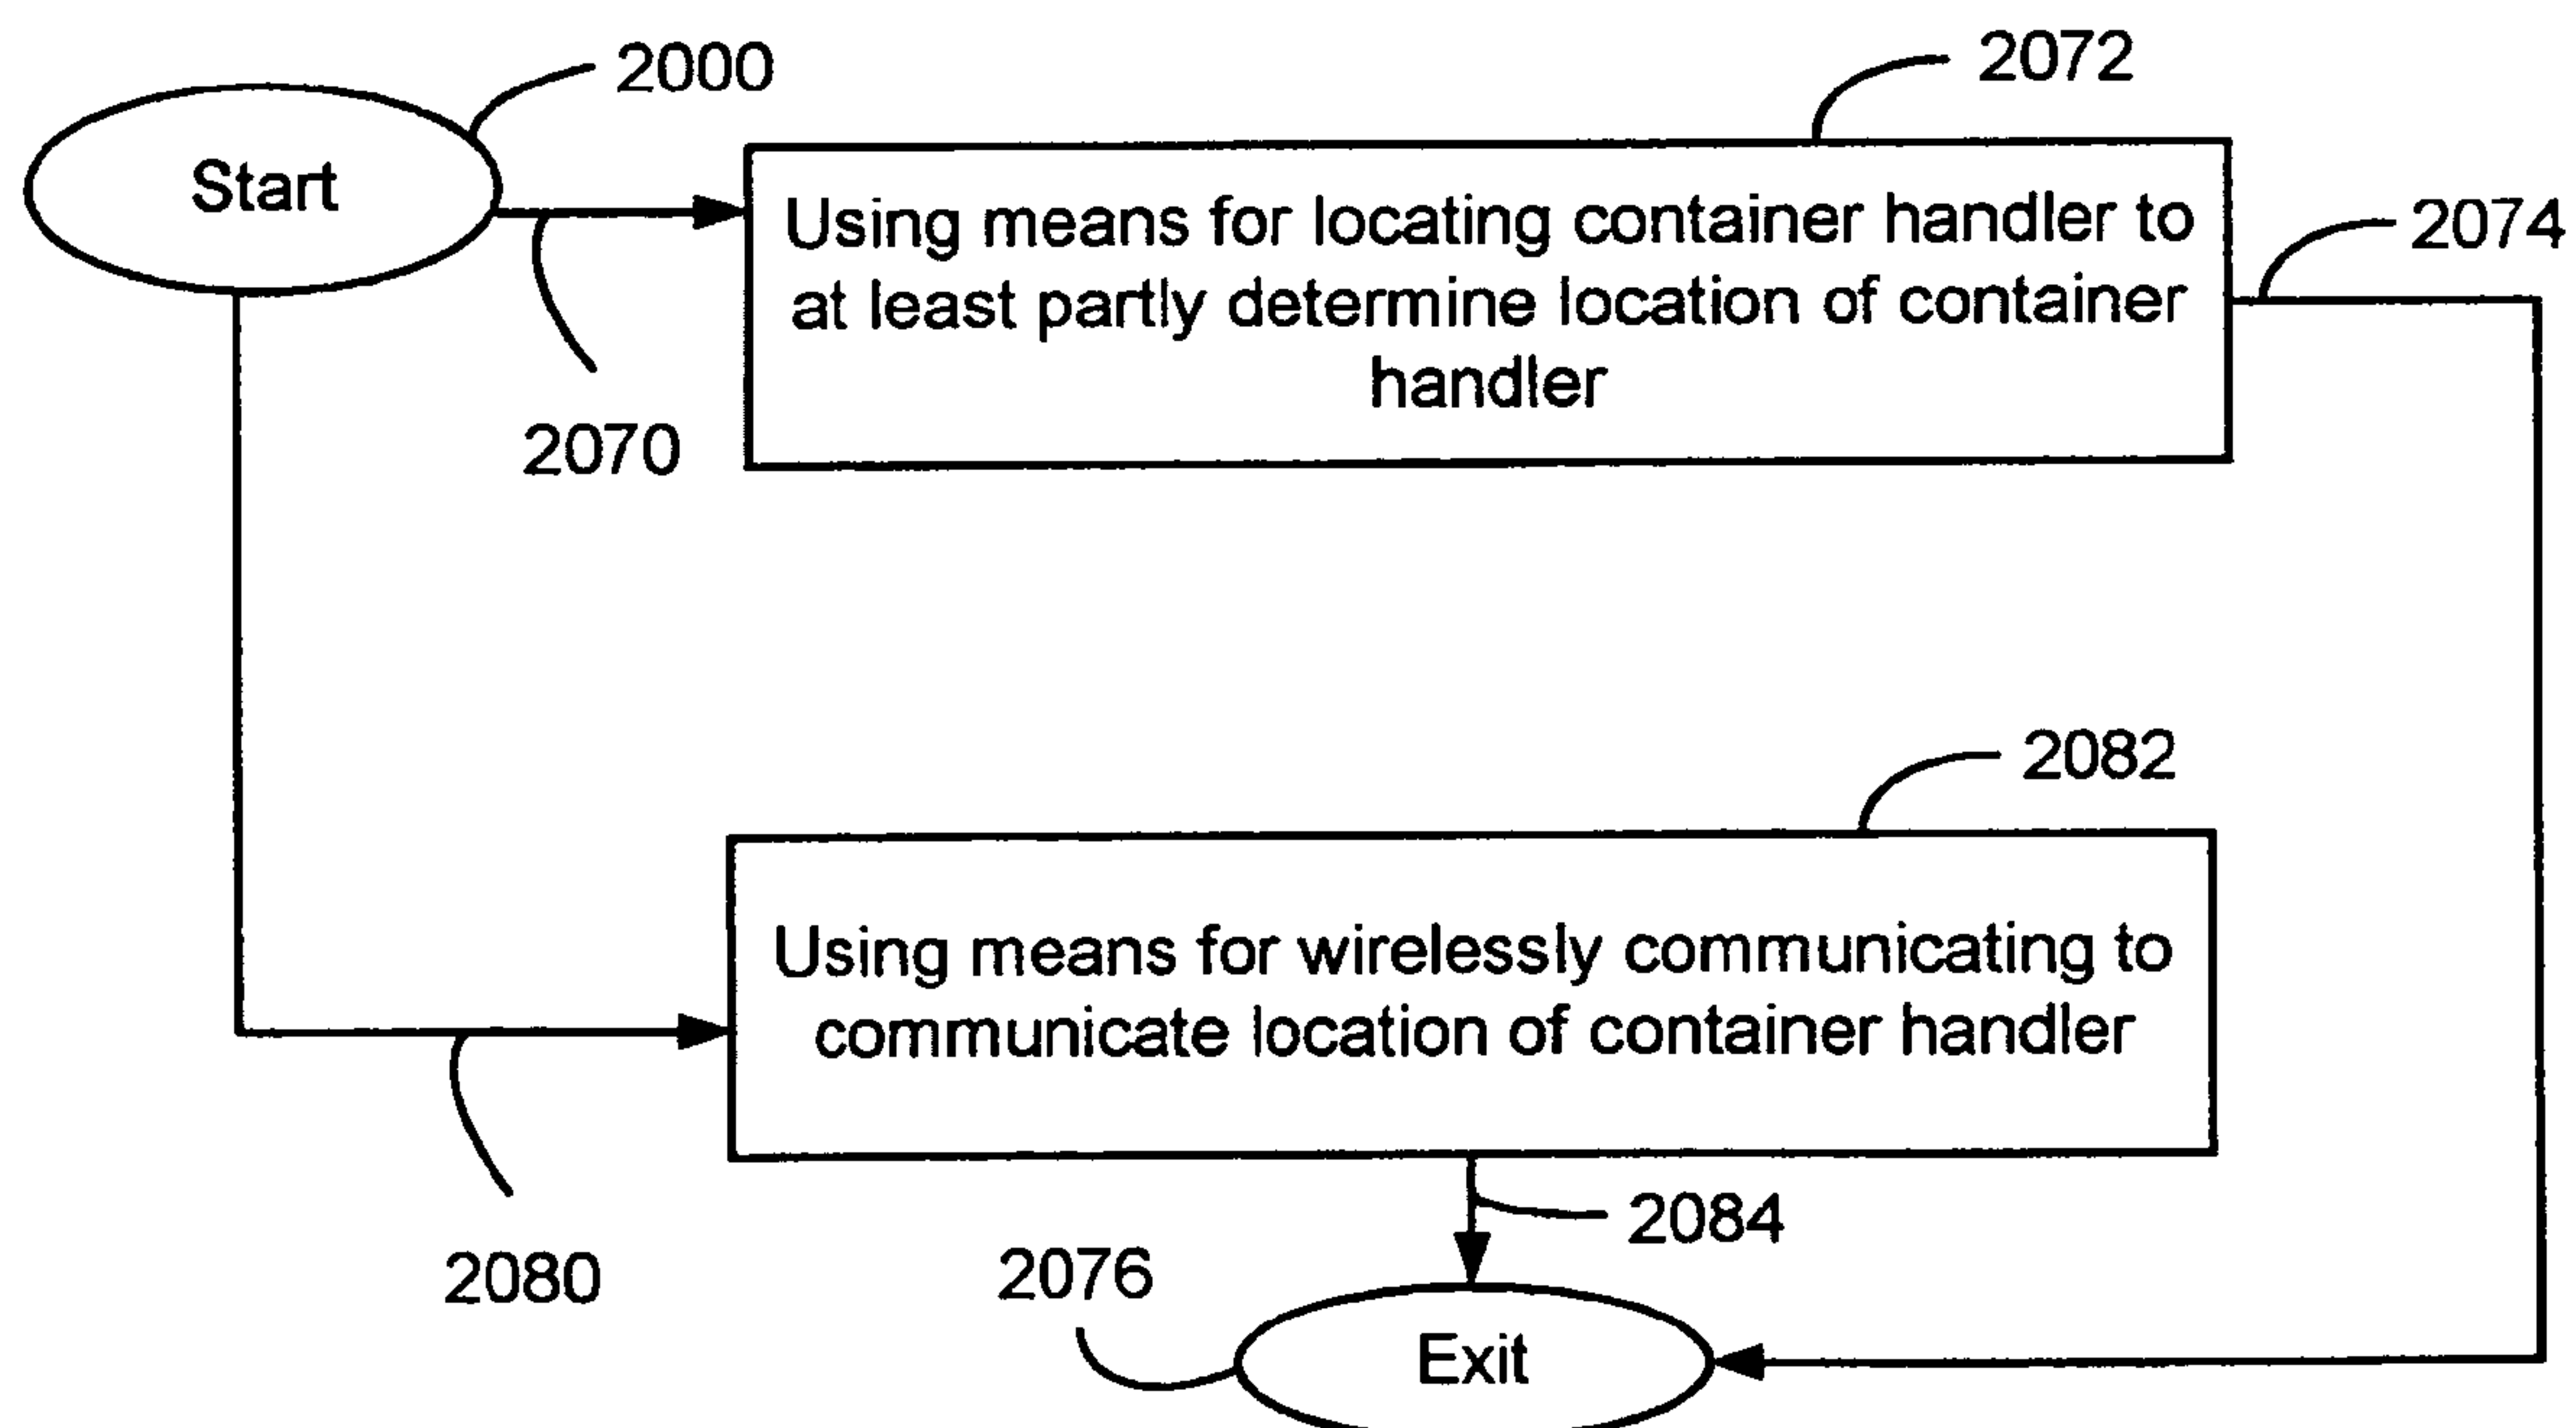 2000
2072
Start
Using means for locating container handler to
at least partly determine location of container
handler
2074
2070
2082
Using means for wirelessly communicating to
communicate location of container handler
2084
2080
2076
Exit